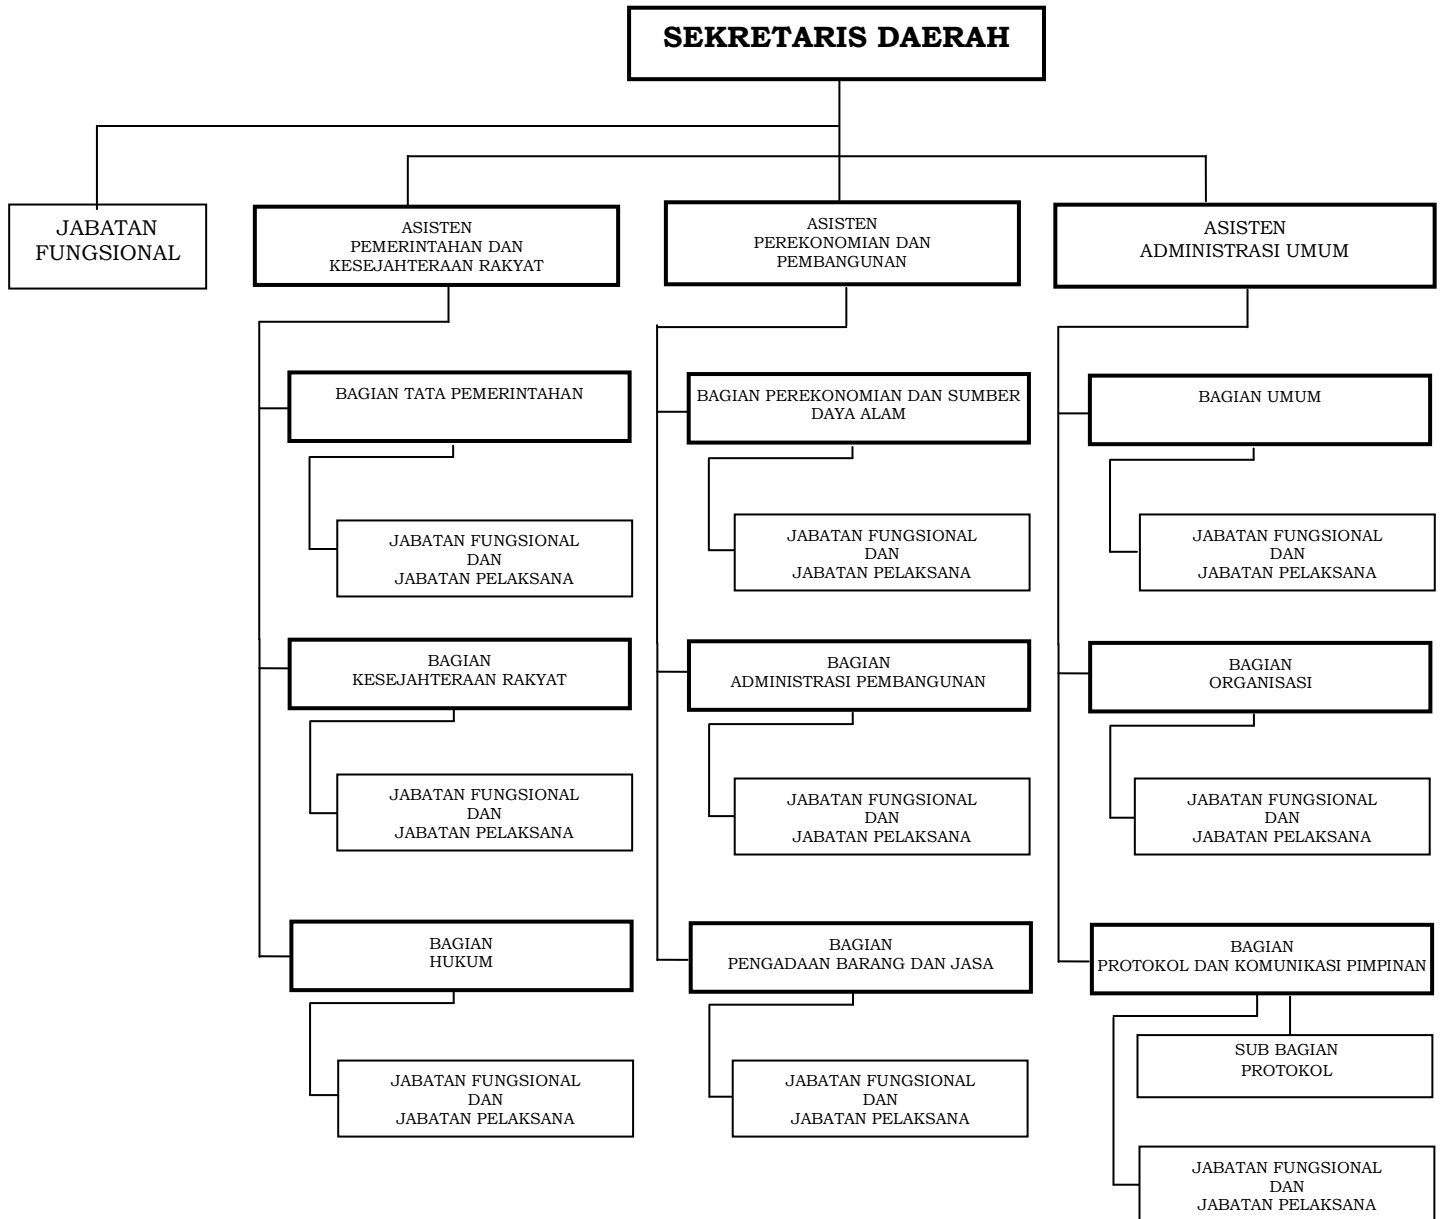 SEKRETARIS DAERAH
JABATAN
FUNGSIONAL
ASISTEN
PEMERINTAHAN DAN
KESEJAHTERAAN RAKYAT
ASISTEN
PEREKONOMIAN DAN
PEMBANGUNAN
ASISTEN
ADMINISTRASI UMUM
BAGIAN TATA PEMERINTAHAN
BAGIAN PEREKONOMIAN DAN SUMBER
DAYA ALAM
BAGIAN UMUM
JABATAN FUNGSIONAL
DAN
JABATAN PELAKSANA
JABATAN FUNGSIONAL
DAN
JABATAN PELAKSANA
JABATAN FUNGSIONAL
DAN
JABATAN PELAKSANA
BAGIAN
KESEJAHTERAAN RAKYAT
BAGIAN
ADMINISTRASI PEMBANGUNAN
BAGIAN
ORGANISASI
JABATAN FUNGSIONAL
DAN
JABATAN PELAKSANA
JABATAN FUNGSIONAL
DAN
JABATAN PELAKSANA
JABATAN FUNGSIONAL
DAN
JABATAN PELAKSANA
BAGIAN
HUKUM
BAGIAN
PENGADAAN BARANG DAN JASA
BAGIAN
PROTOKOL DAN KOMUNIKASI PIMPINAN
SUB BAGIAN
PROTOKOL
JABATAN FUNGSIONAL
DAN
JABATAN PELAKSANA
JABATAN FUNGSIONAL
DAN
JABATAN PELAKSANA
JABATAN FUNGSIONAL
DAN
JABATAN PELAKSANA